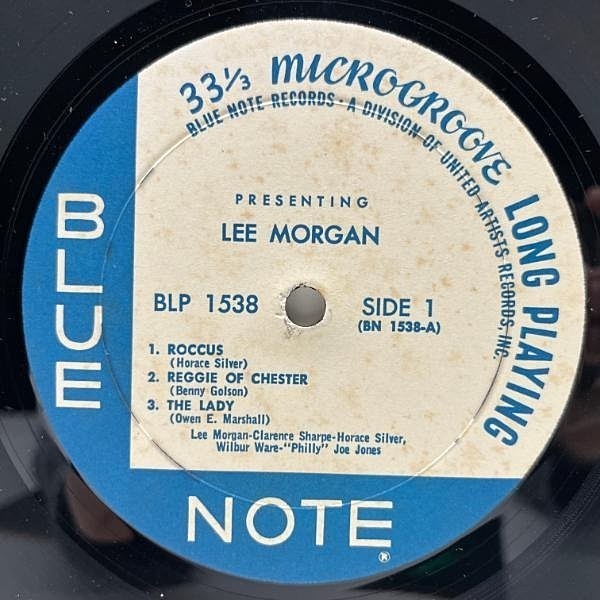 33⅓ MICROGROOVE LONG PLAYING
BLUE NOTE RECORDS - A DIVISION OF UNITED ARTISTS RECORDS, INC.
PRESENTING
LEE MORGAN
BLP 1538
SIDE 1
(BN 1538-A)
1. ROCCUS
(Horace Silver)
2. REGGIE OF CHESTER
(Benny Golson)
3. THE LADY
(Owen E. Marshall)
Lee Morgan-Clarence Sharpe-Horace Silver,
Wilbur Ware-"Philly" Joe Jones
BLUE
NOTE®